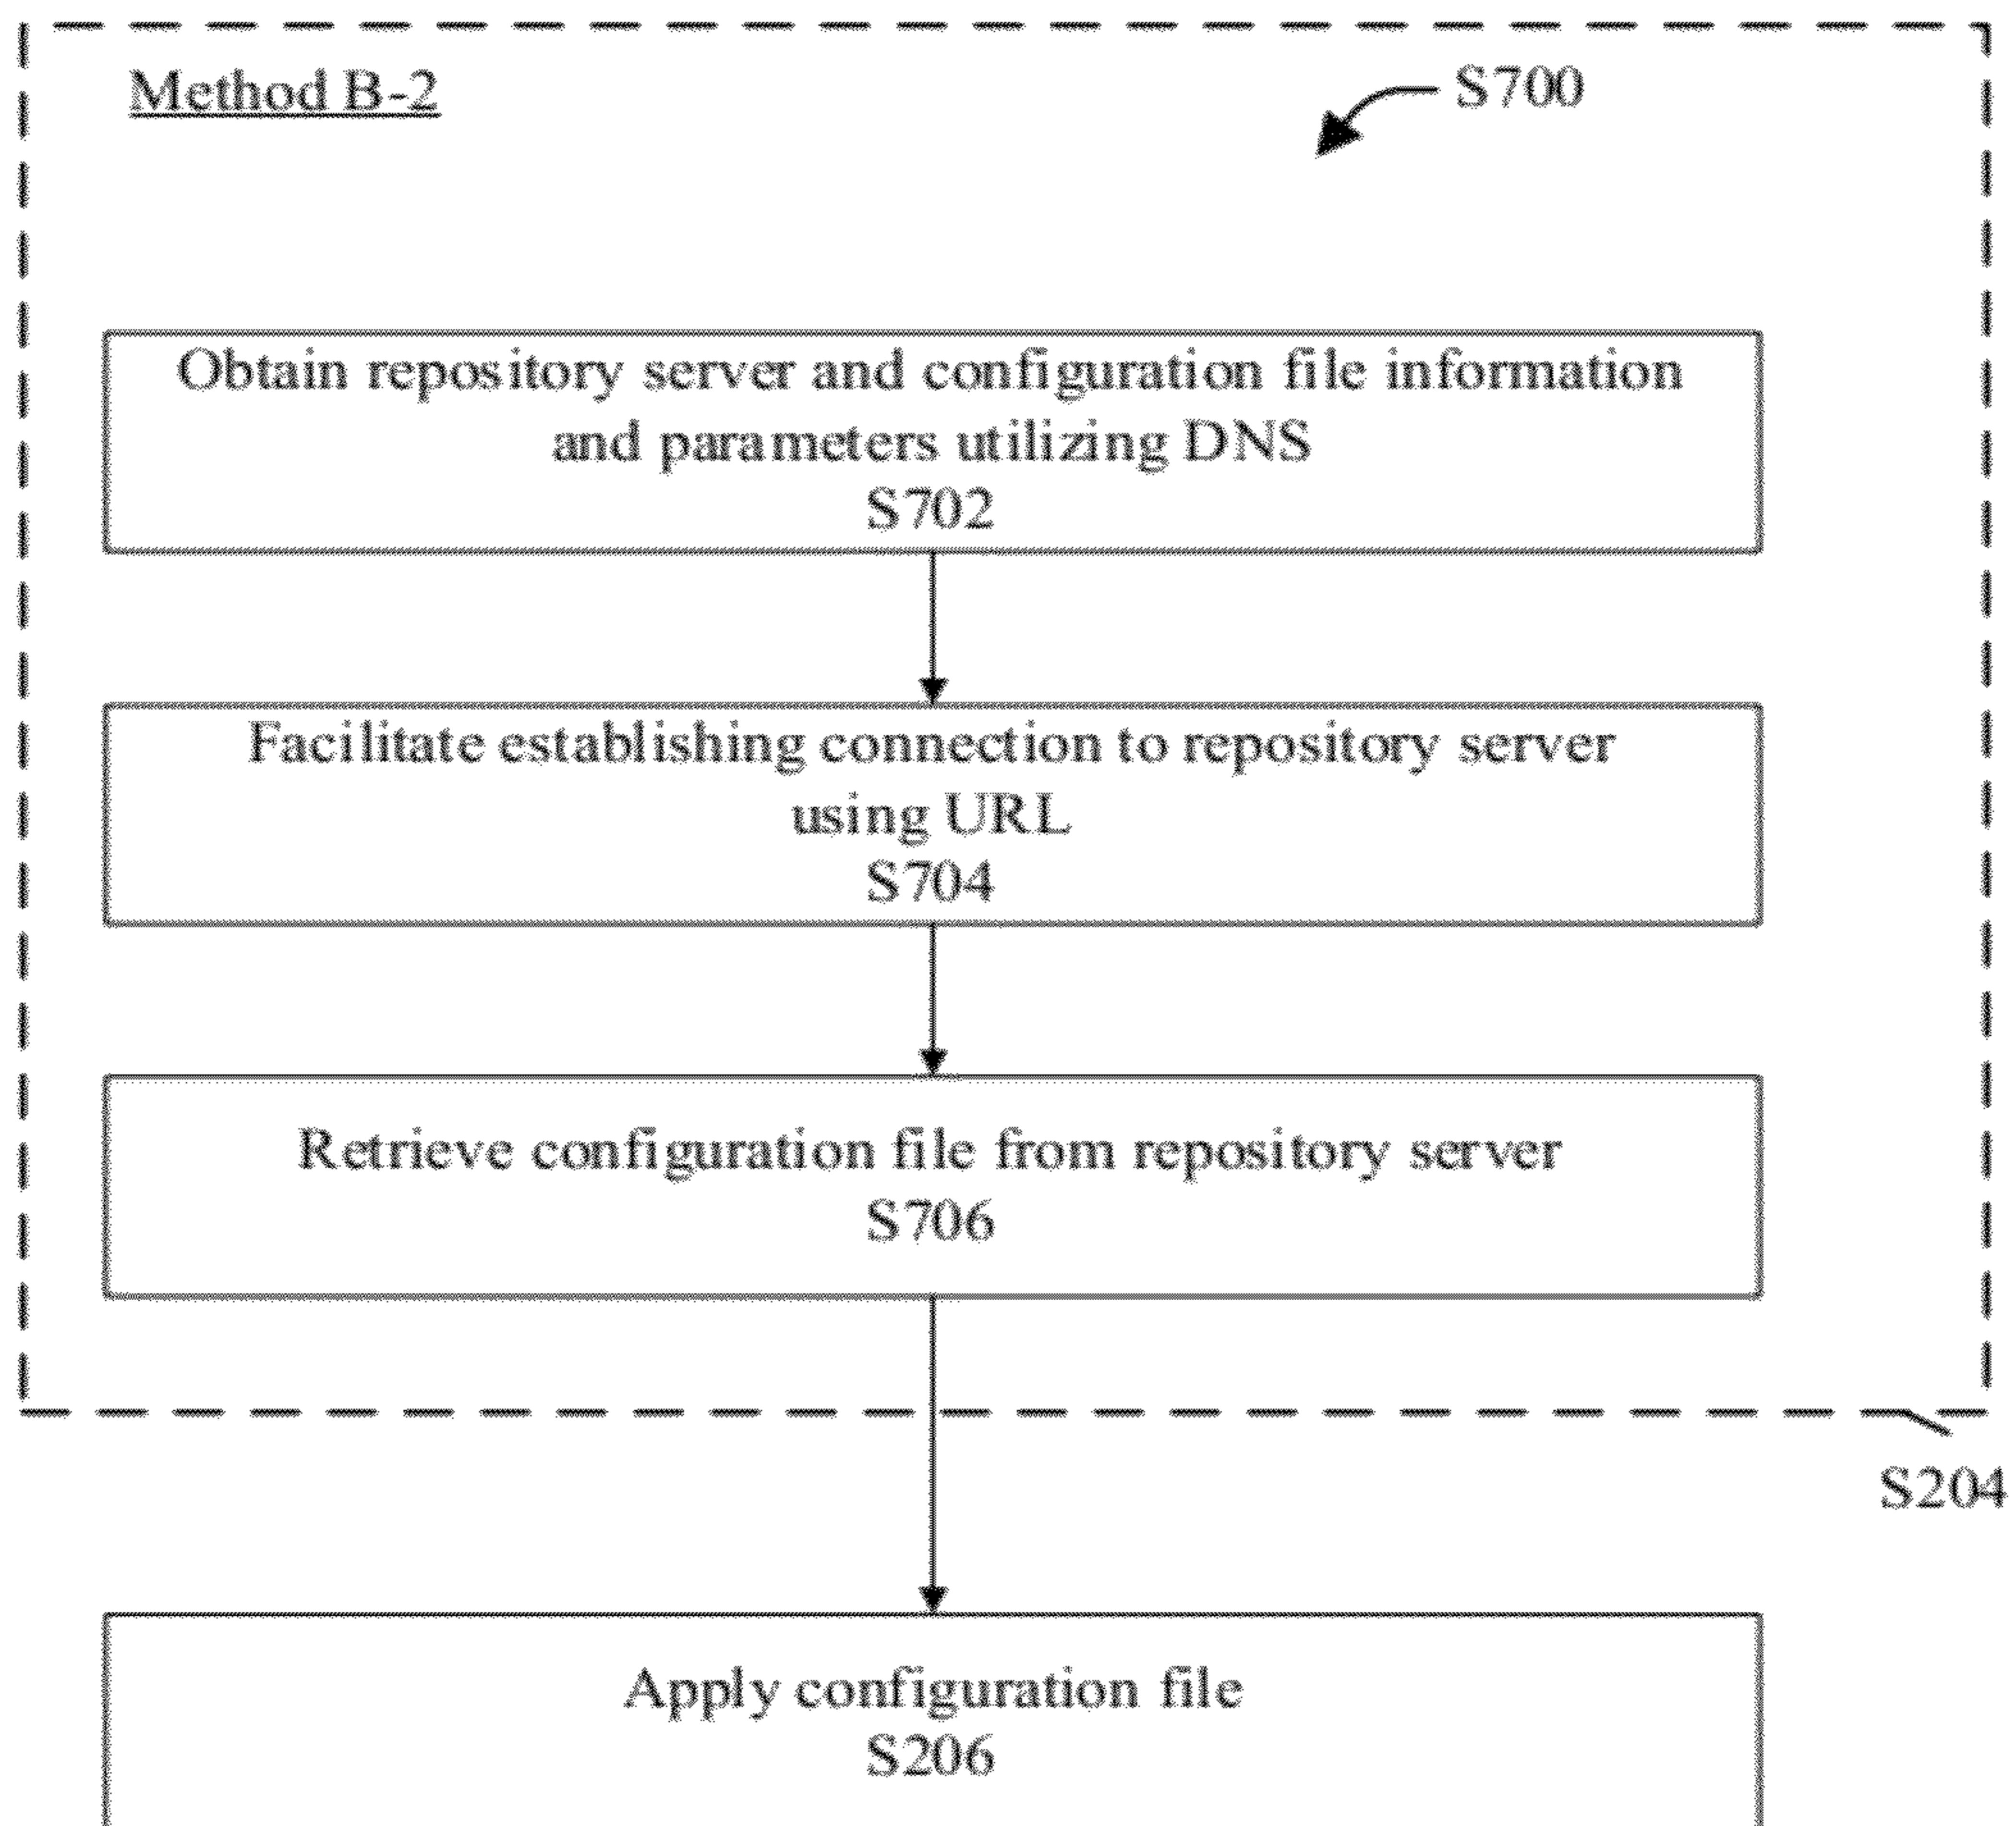 Method B-2
S700
Obtain repository server and configuration file information
and parameters utilizing DNS
S702
Facilitate establishing connection to repository server
using URL
S704
Retrieve configuration file from repository server
S706
S204
Apply configuration file
S206